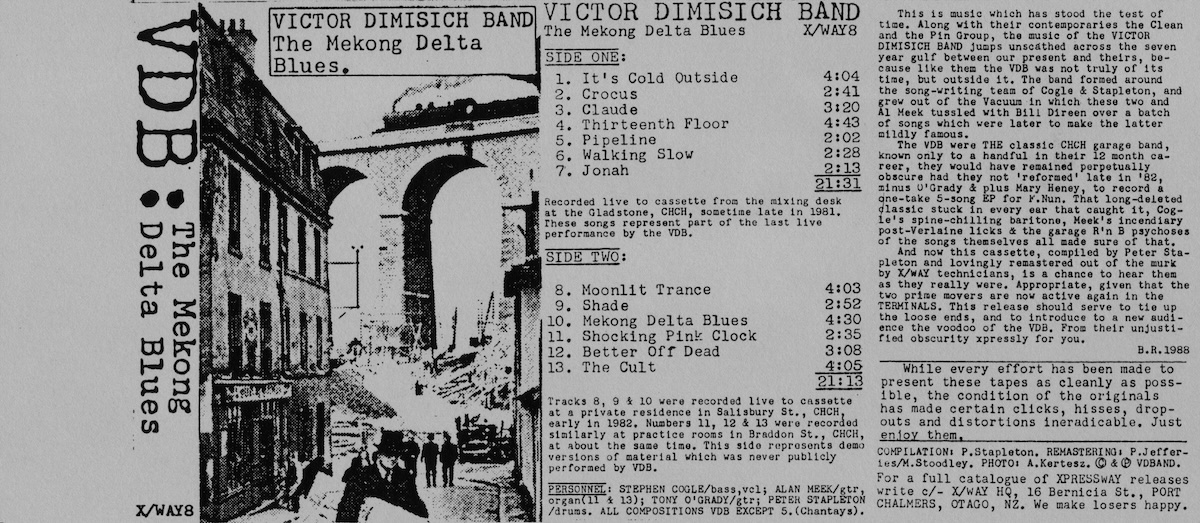 VDB : The Mekong
Delta Blues
X/WAY8
VICTOR DIMISICH BAND
The Mekong Delta
Blues.
VICTOR DIMISICH BAND
The Mekong Delta Blues X/WAY8
SIDE ONE:
1. It's Cold Outside 4:04
2. Crocus 2:41
3. Claude 3:20
4. Thirteenth Floor 4:43
5. Pipeline 2:02
6. Walking Slow 2:28
7. Jonah 2:13
21:31
Recorded live to cassette from the mixing desk
at the Gladstone, CHCH, sometime late in 1981.
These songs represent part of the last live
performance by the VDB.
SIDE TWO:
8. Moonlit Trance 4:03
9. Shade 2:52
10. Mekong Delta Blues 4:30
11. Shocking Pink Clock 2:35
12. Better Off Dead 3:08
13. The Cult 4:05
21:13
Tracks 8, 9 & 10 were recorded live to cassette
at a private residence in Salisbury St., CHCH,
early in 1982. Numbers 11, 12 & 13 were recorded
similarly at practice rooms in Braddon St., CHCH,
at about the same time. This side represents demo
versions of material which was never publicly
performed by VDB.
PERSONNEL: STEPHEN COGLE/bass,vcl; ALAN MEEK/gtr,
organ(11 & 13); TONY O'GRADY/gtr; PETER STAPLETON
/drums. ALL COMPOSITIONS VDB EXCEPT 5.(Chantays).
This is music which has stood the test of
time. Along with their contemporaries the Clean
and the Pin Group, the music of the VICTOR
DIMISICH BAND jumps unscathed across the seven
year gulf between our present and theirs, be-
cause like them the VDB was not truly of its
time, but outside it. The band formed around
the song-writing team of Cogle & Stapleton, and
grew out of the Vacuum in which these two and
Al Meek tussled with Bill Direen over a batch
of songs which were later to make the latter
mildly famous.
The VDB were THE classic CHCH garage band,
known only to a handful in their 12 month ca-
reer, they would have remained perpetually
obscure had they not 'reformed' late in '82,
minus O'Grady & plus Mary Heney, to record a
one-take 5-song EP for F.Nun. That long-deleted
classic stuck in every ear that caught it, Cog-
le's spine-chilling baritone, Meek's incendiary
post-Verlaine licks & the garage R'n B psychoses
of the songs themselves all made sure of that.
And now this cassette, compiled by Peter Sta-
pleton and lovingly remastered out of the murk
by X/WAY technicians, is a chance to hear them
as they really were. Appropriate, given that the
two prime movers are now active again in the
TERMINALS. This release should serve to tie up
the loose ends, and to introduce to a new audi-
ence the voodoo of the VDB. From their unjusti-
fied obscurity xpressly for you.
B.R.1988
While every effort has been made to
present these tapes as cleanly as poss-
ible, the condition of the originals
has made certain clicks, hisses, drop-
outs and distortions ineradicable. Just
enjoy them.
COMPILATION: P.Stapleton. REMASTERING: P.Jeffer-
ies/M.Stoodley. PHOTO: A.Kertesz. © & ℗ VDBAND.
For a full catalogue of XPRESSWAY releases
write c/- X/WAY HQ, 16 Bernicia St., PORT
CHALMERS, OTAGO, NZ. We make losers happy.